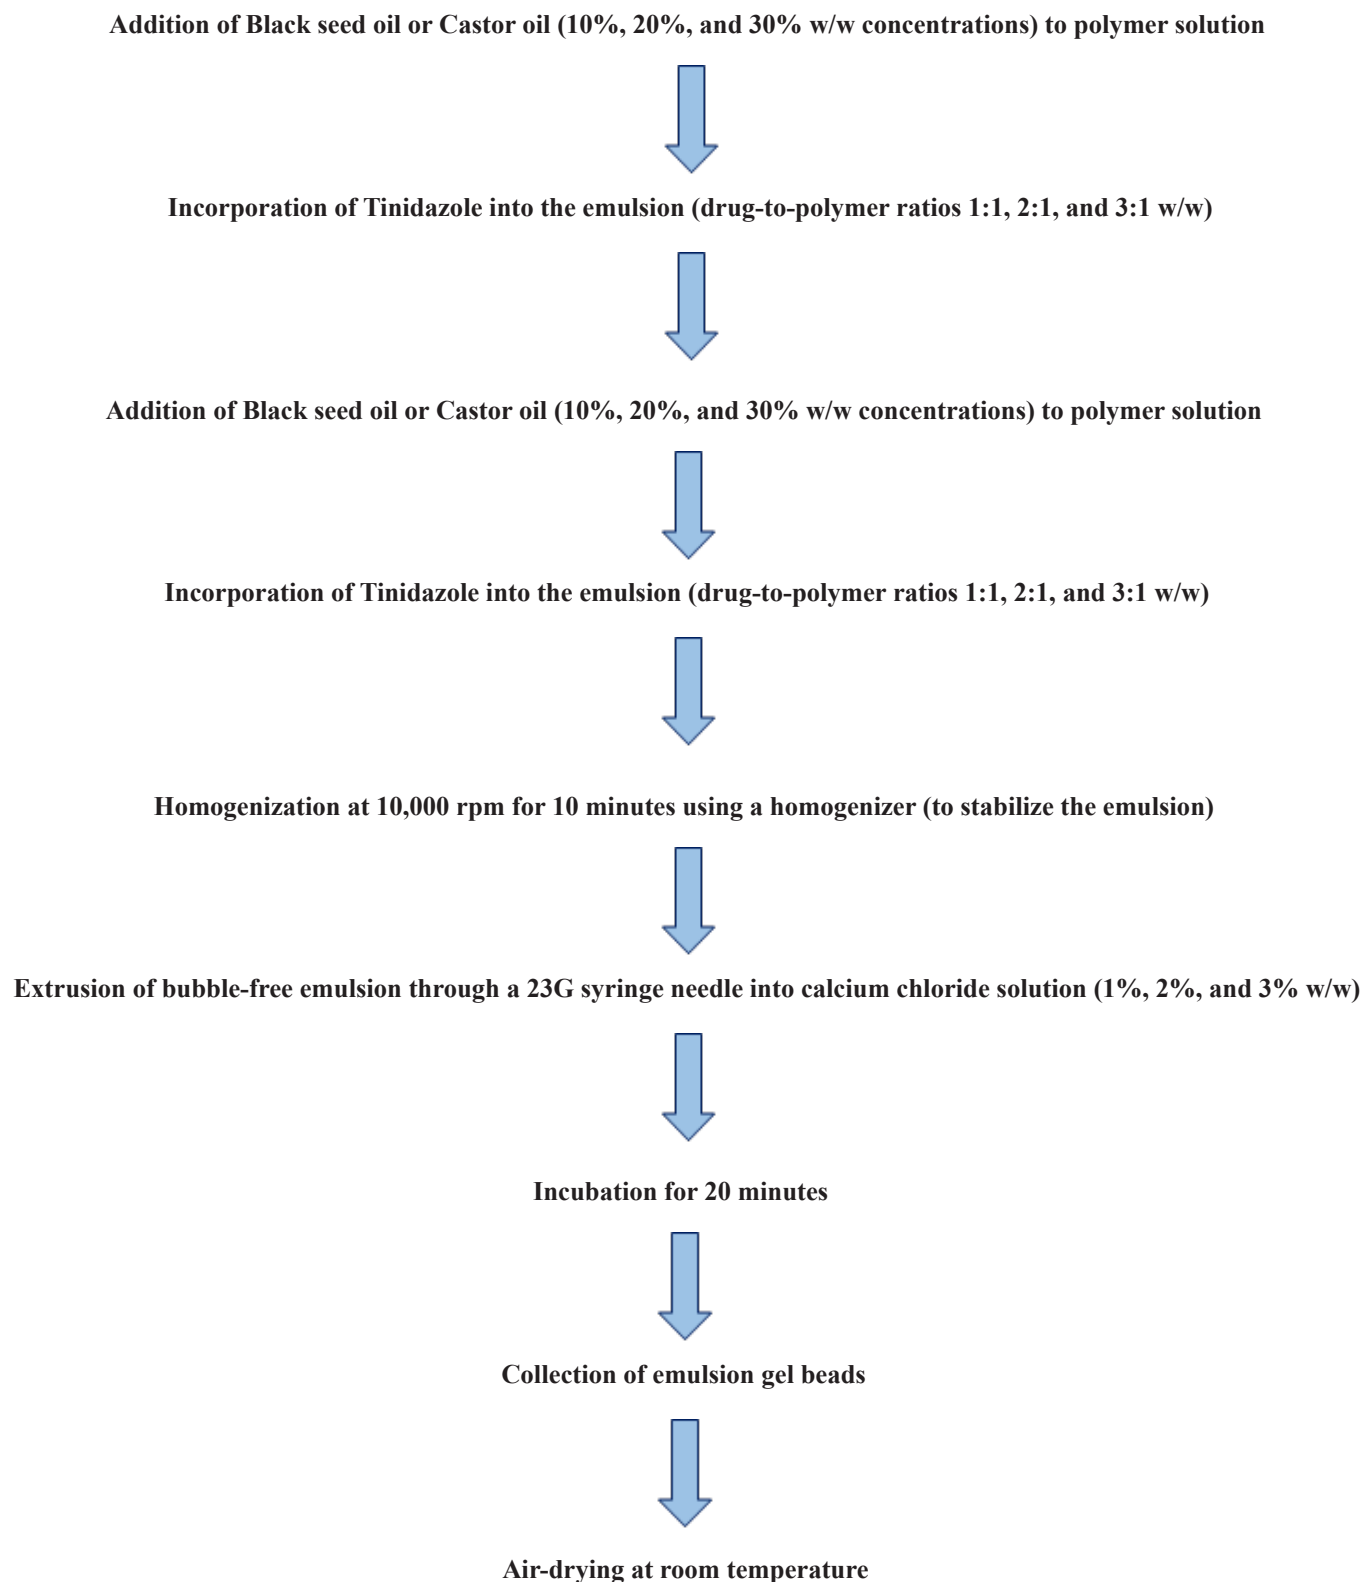 Addition of Black seed oil or Castor oil (10%, 20%, and 30% w/w concentrations) to polymer solution
Incorporation of Tinidazole into the emulsion (drug-to-polymer ratios 1:1, 2:1, and 3:1 w/w)
Addition of Black seed oil or Castor oil (10%, 20%, and 30% w/w concentrations) to polymer solution
Incorporation of Tinidazole into the emulsion (drug-to-polymer ratios 1:1, 2:1, and 3:1 w/w)
Homogenization at 10,000 rpm for 10 minutes using a homogenizer (to stabilize the emulsion)
Extrusion of bubble-free emulsion through a 23G syringe needle into calcium chloride solution (1%, 2%, and 3% w/w)
Incubation for 20 minutes
Collection of emulsion gel beads
Air-drying at room temperature